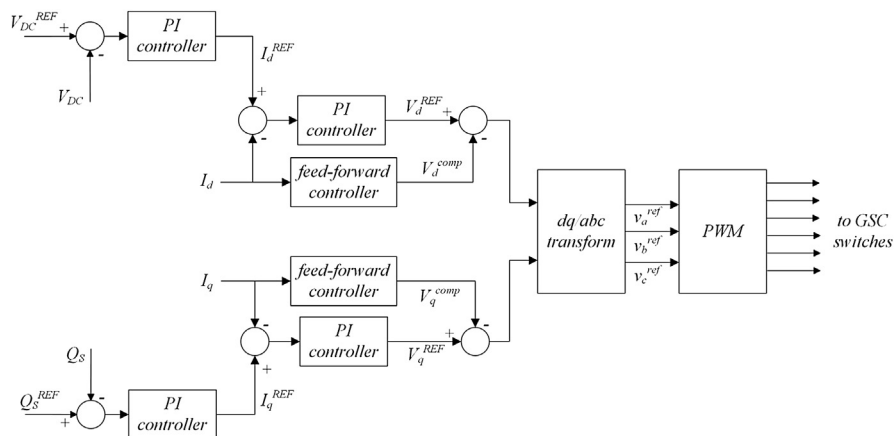 V_DC^REF
+
-
V_DC
PI
controller
I_d^REF
+
-
PI
controller
V_d^REF
+
-
I_d
feed-forward
controller
V_d^comp
dq/abc
transform
v_a^ref
v_b^ref
v_c^ref
PWM
to GSC
switches
I_q
feed-forward
controller
V_q^comp
-
+
PI
controller
V_q^REF
-
+
Q_S
Q_S^REF
-
+
PI
controller
I_q^REF